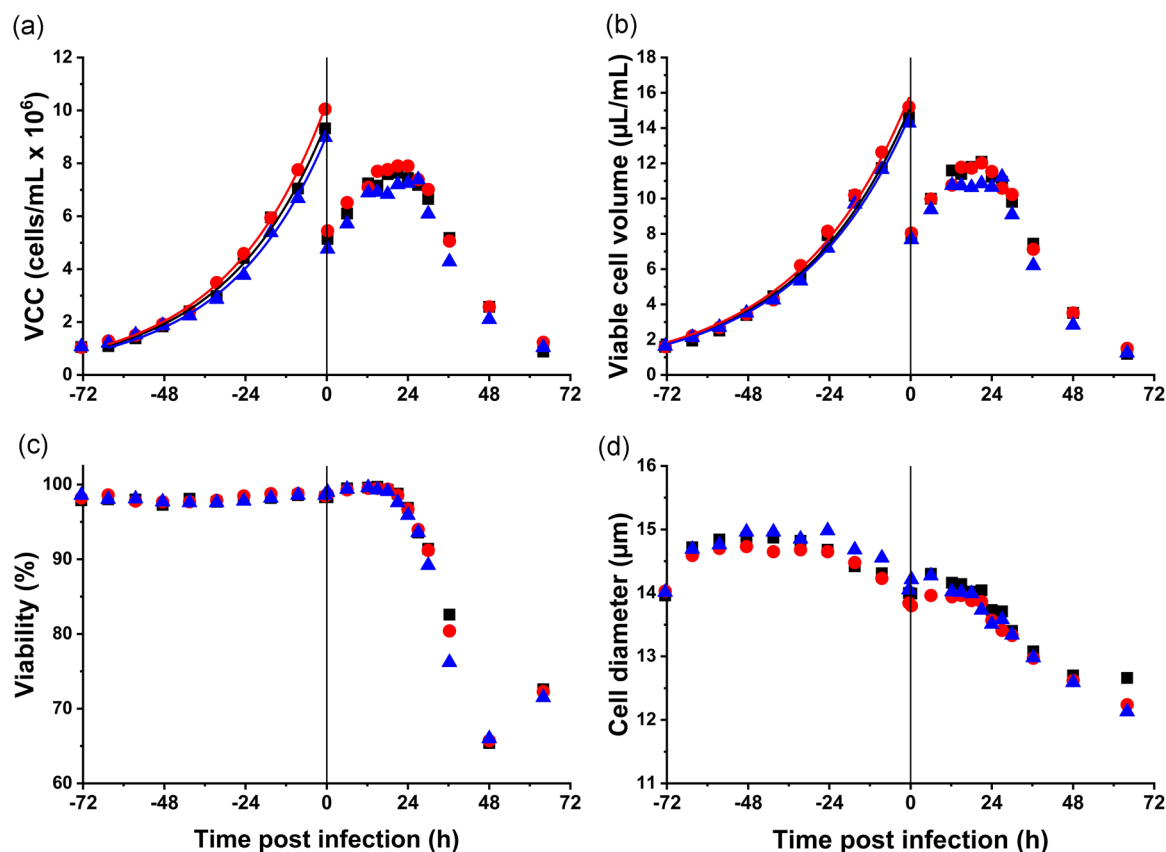 (a)
VCC (cells/mL x 10⁶)
12
10
8
6
4
2
0
-72 -48 -24 0 24 48 72
(b)
Viable cell volume (µL/mL)
18
16
14
12
10
8
6
4
2
0
-72 -48 -24 0 24 48 72
(c)
Viability (%)
100
90
80
70
60
-72 -48 -24 0 24 48 72
Time post infection (h)
(d)
Cell diameter (µm)
16
15
14
13
12
11
-72 -48 -24 0 24 48 72
Time post infection (h)